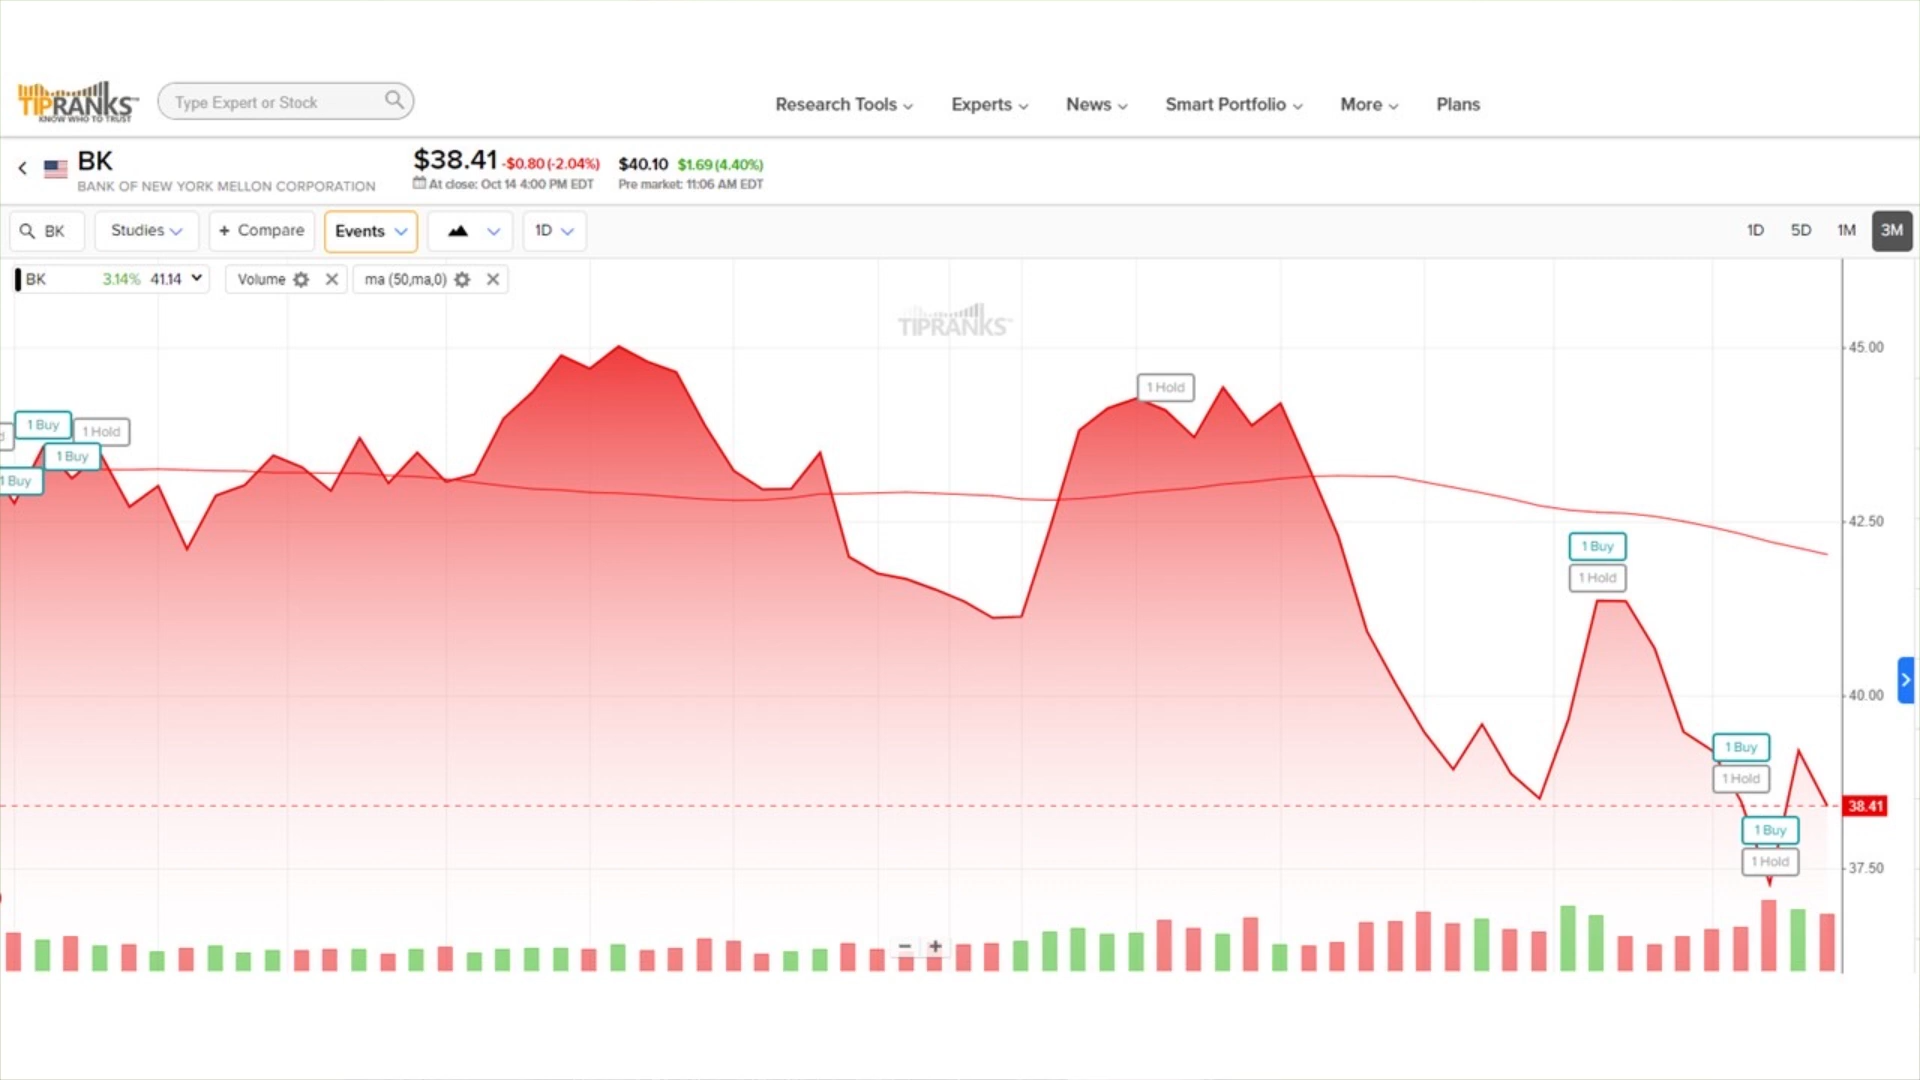 TIPRANKS™
KNOW WHO TO TRUST
Type Expert or Stock
Research Tools Experts News Smart Portfolio More Plans
BK
BANK OF NEW YORK MELLON CORPORATION
$38.41 -$0.80 (-2.04%)
At close: Oct 14 4:00 PM EDT
$40.10 $1.69 (4.40%)
Pre market: 11:06 AM EDT
BK Studies + Compare Events 1D
1D 5D 1M 3M
BK 3.14% 41.14 Volume ma (50,ma,0)
TIPRANKS™
45.00
1 Hold
d 1 Buy 1 Hold
1 Buy
1 Buy
42.50
1 Buy
1 Hold
40.00
1 Buy
1 Hold
38.41
1 Buy
1 Hold
37.50
− +